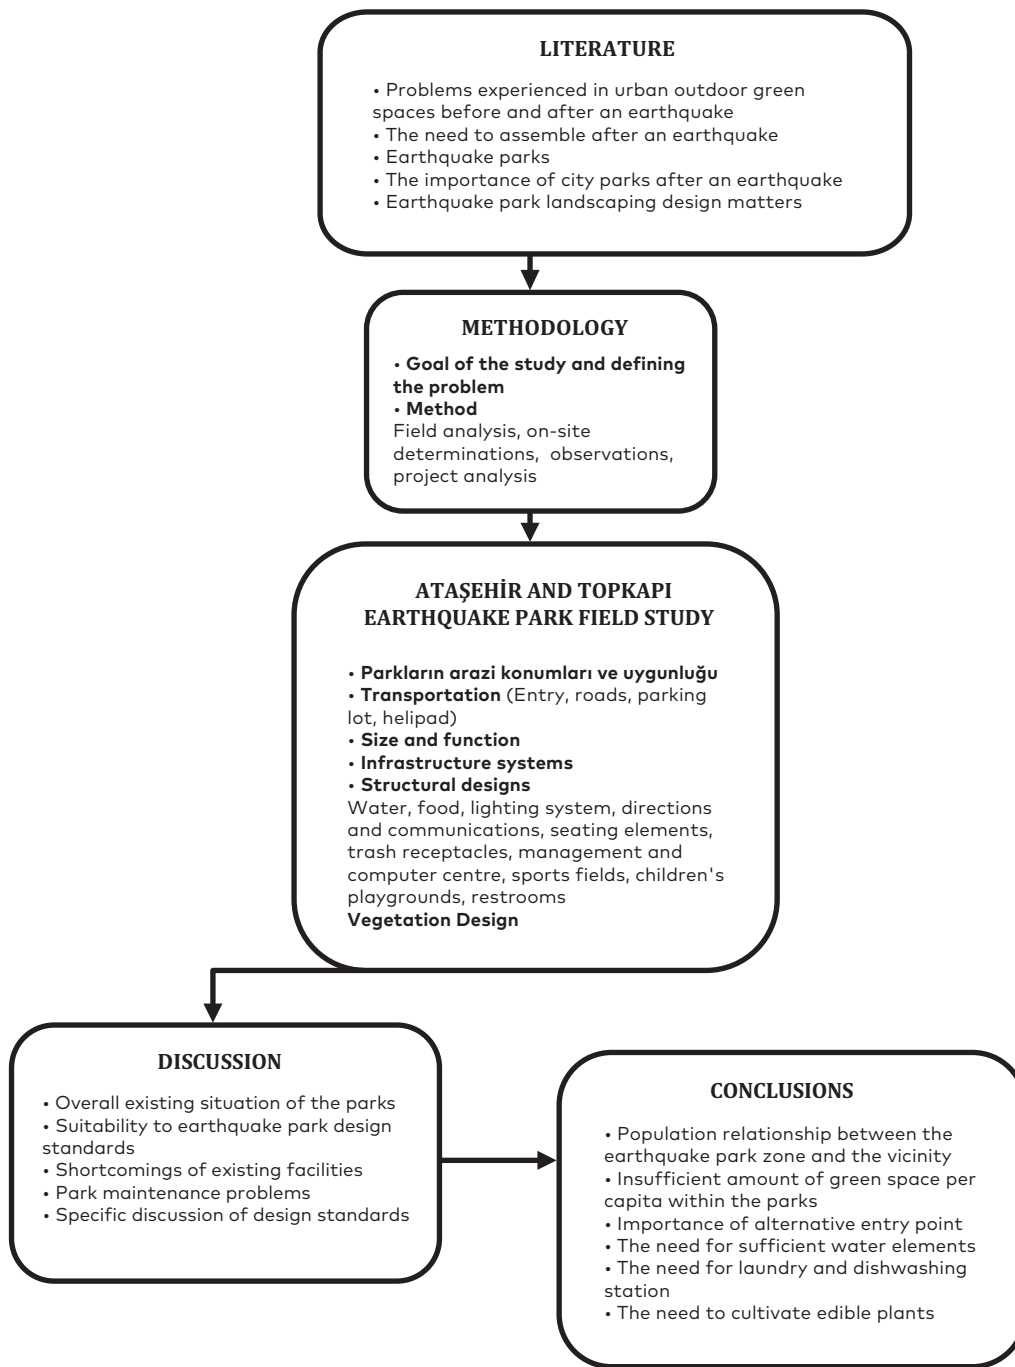 LITERATURE
• Problems experienced in urban outdoor green
spaces before and after an earthquake
• The need to assemble after an earthquake
• Earthquake parks
• The importance of city parks after an earthquake
• Earthquake park landscaping design matters
METHODOLOGY
• Goal of the study and defining
the problem
• Method
Field analysis, on-site
determinations, observations,
project analysis
ATAŞEHİR AND TOPKAPI
EARTHQUAKE PARK FIELD STUDY
• Parkların arazi konumları ve uygunluğu
• Transportation (Entry, roads, parking
lot, helipad)
• Size and function
• Infrastructure systems
• Structural designs
Water, food, lighting system, directions
and communications, seating elements,
trash receptacles, management and
computer centre, sports fields, children's
playgrounds, restrooms
Vegetation Design
DISCUSSION
• Overall existing situation of the parks
• Suitability to earthquake park design
standards
• Shortcomings of existing facilities
• Park maintenance problems
• Specific discussion of design standards
CONCLUSIONS
• Population relationship between the
earthquake park zone and the vicinity
• Insufficient amount of green space per
capita within the parks
• Importance of alternative entry point
• The need for sufficient water elements
• The need for laundry and dishwashing
station
• The need to cultivate edible plants